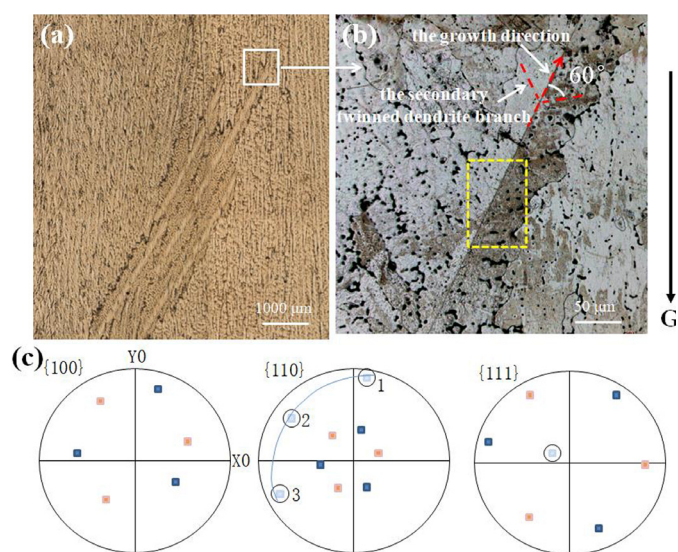 (a)
(b)
the growth direction
60°
the secondary
twinned dendrite branch
1000 μm
50 μm
G
(c)
{100}
Y0
X0
{110}
1
2
3
{111}